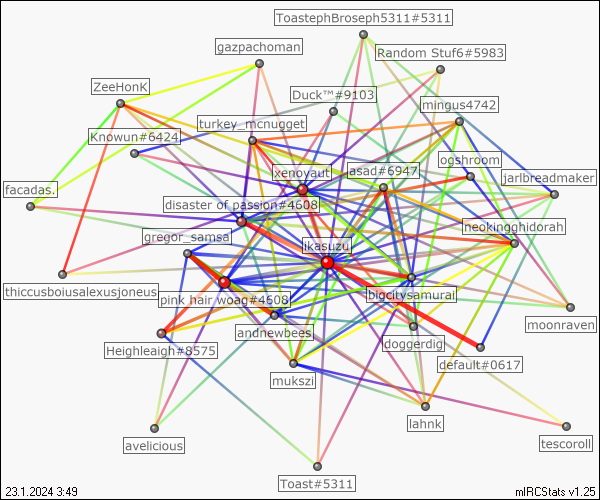 ToastephBroseph5311#5311
gazpachoman
Random Stuf6#5983
ZeeHonK
Duck™#9103
mingus4742
turkey_mcnugget
Knowun#6424
ogshroom
xenoyaut
asad#6947
jarlbreadmaker
facadas.
disaster of passion#4608
neokingghidorah
gregor_samsa
ikasuzu
thiccusboiusalexusjoneus
pink hair woag#4608
bigcitysamurai
moonraven
andnewbees
doggerdig
Heighleaigh#8575
default#0617
mukszi
lahnk
avelicious
tescoroll
Toast#5311
23.1.2024 3:49
mIRCStats v1.25